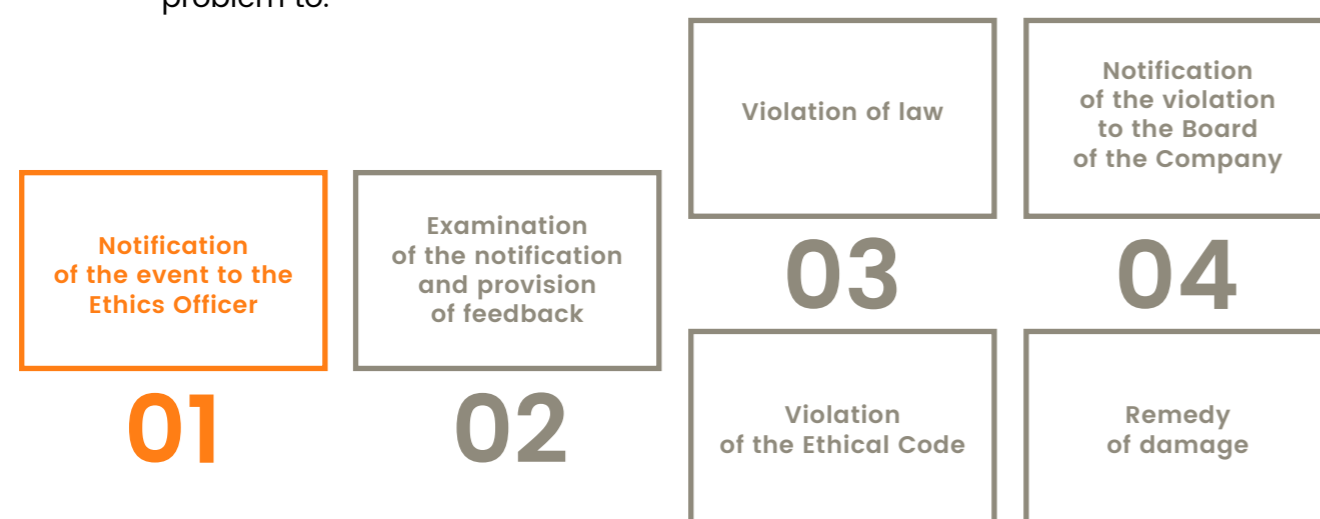 problem to:
Notification
of the event to the
Ethics Officer
01
Examination
of the notification
and provision
of feedback
02
Violation of law
03
Violation
of the Ethical Code
Notification
of the violation
to the Board
of the Company
04
Remedy
of damage